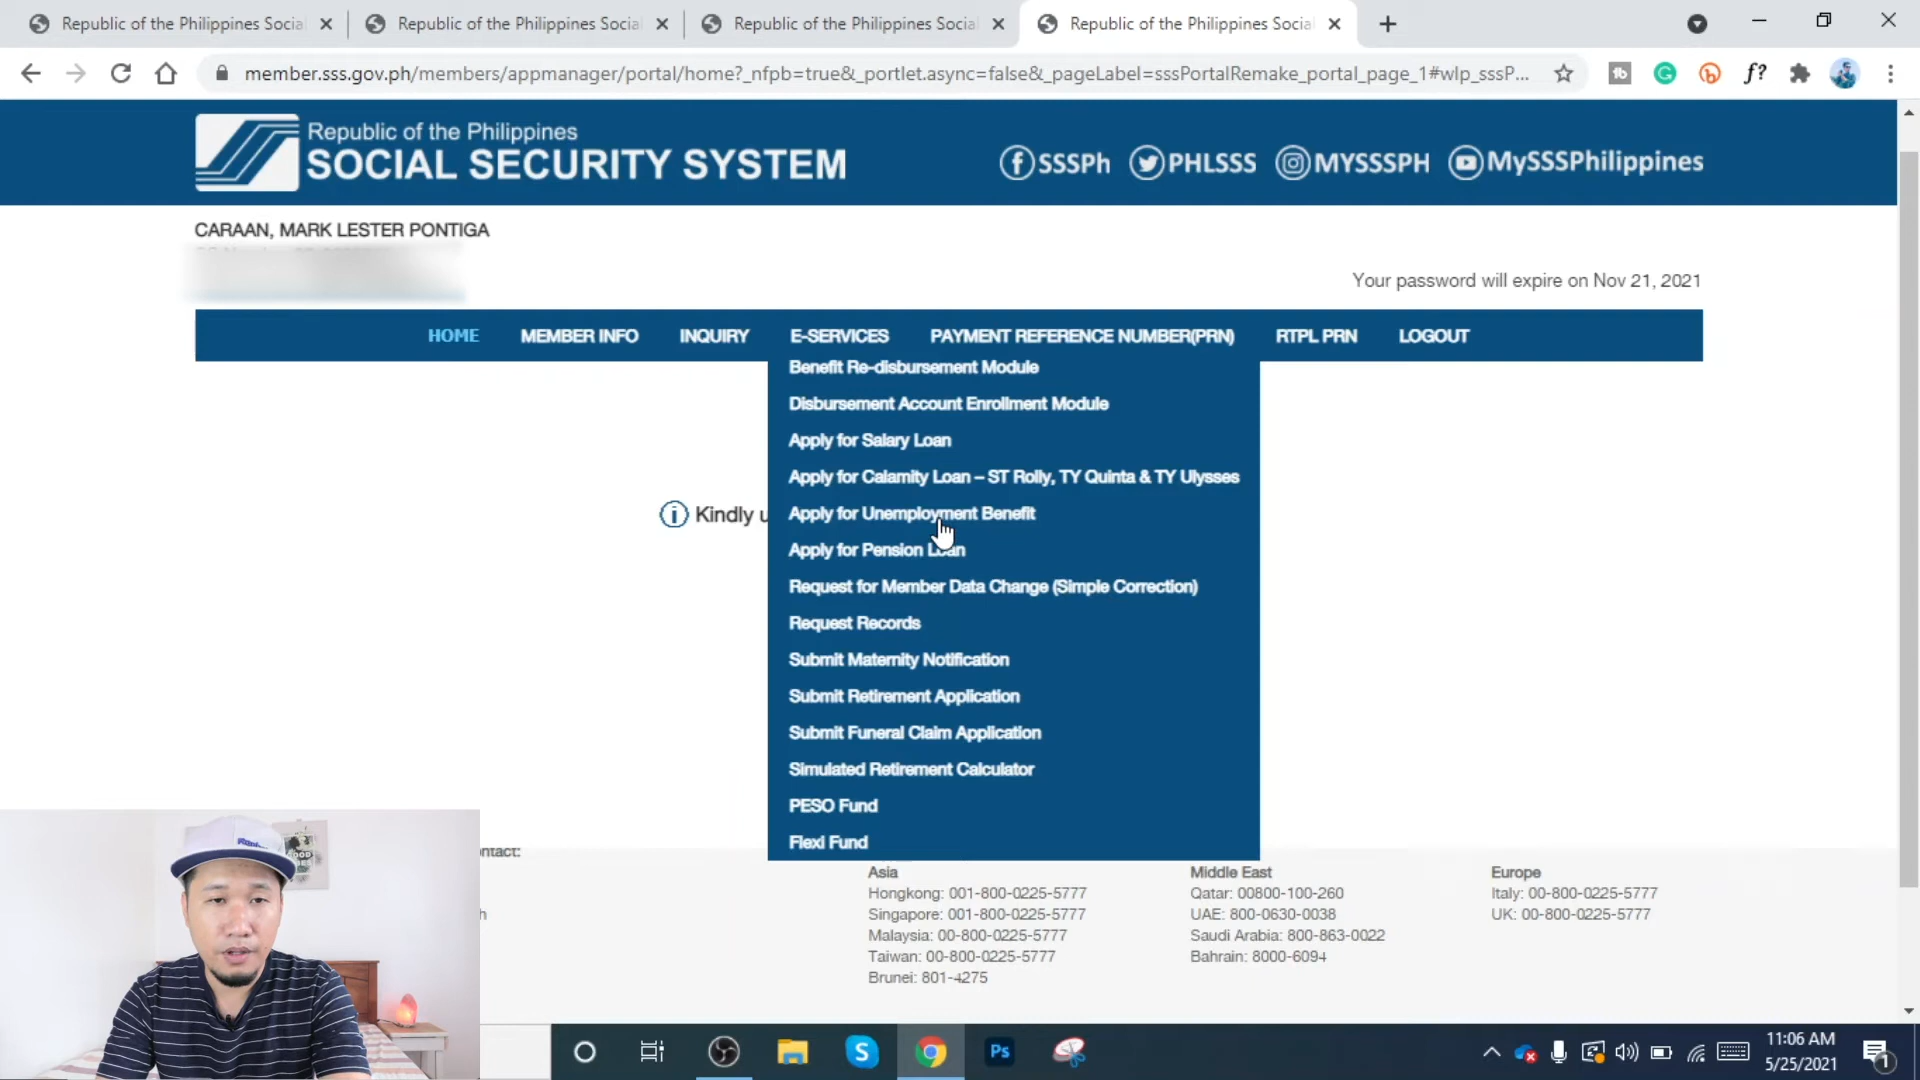 Republic of the Philippines Social
Republic of the Philippines Social
Republic of the Philippines Social
Republic of the Philippines Social
member.sss.gov.ph/members/appmanager/portal/home?_nfpb=true&_portlet.async=false&_pageLabel=sssPortalRemake_portal_page_1#wlp_sssP...
f?
Republic of the Philippines
SOCIAL SECURITY SYSTEM
SSSPh PHLSSS MYSSSPH MySSSPhilippines
CARAAN, MARK LESTER PONTIGA
Your password will expire on Nov 21, 2021
HOME MEMBER INFO INQUIRY E-SERVICES PAYMENT REFERENCE NUMBER(PRN) RTPL PRN LOGOUT
Benefit Re-disbursement Module
Disbursement Account Enrollment Module
Apply for Salary Loan
Apply for Calamity Loan – ST Rolly, TY Quinta & TY Ulysses
Kindly u
Apply for Unemployment Benefit
Apply for Pension Loan
Request for Member Data Change (Simple Correction)
Request Records
Submit Maternity Notification
Submit Retirement Application
Submit Funeral Claim Application
Simulated Retirement Calculator
PESO Fund
Flexi Fund
ntact:
h
Asia
Hongkong: 001-800-0225-5777
Singapore: 001-800-0225-5777
Malaysia: 00-800-0225-5777
Taiwan: 00-800-0225-5777
Brunei: 801-4275
Middle East
Qatar: 00800-100-260
UAE: 800-0630-0038
Saudi Arabia: 800-863-0022
Bahrain: 8000-6094
Europe
Italy: 00-800-0225-5777
UK: 00-800-0225-5777
Ps
11:06 AM
5/25/2021
1